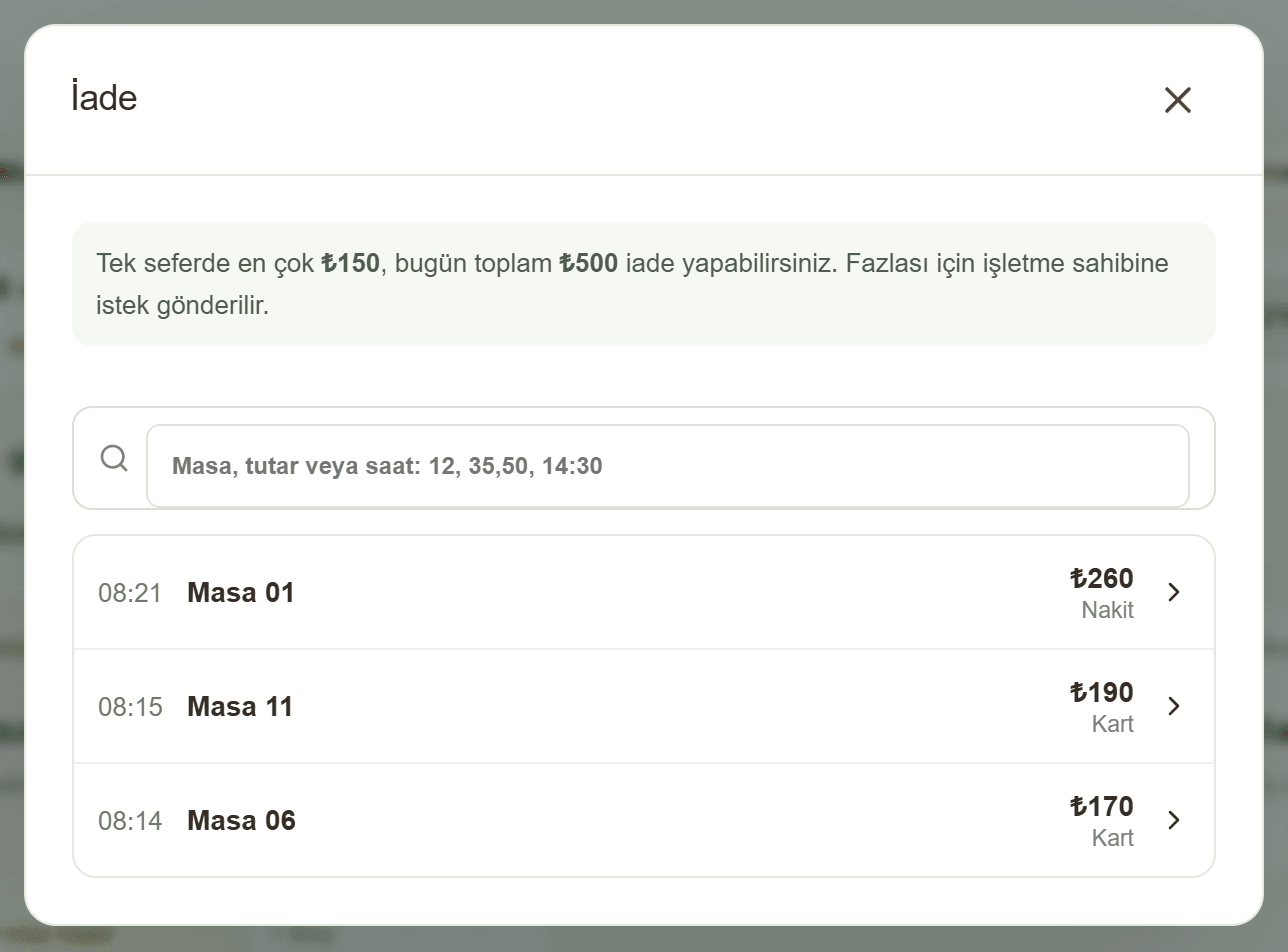 İade
Tek seferde en çok ₺150, bugün toplam ₺500 iade yapabilirsiniz. Fazlası için işletme sahibine
istek gönderilir.
Masa, tutar veya saat: 12, 35,50, 14:30
08:21 Masa 01 ₺260
Nakit
08:15 Masa 11 ₺190
Kart
08:14 Masa 06 ₺170
Kart